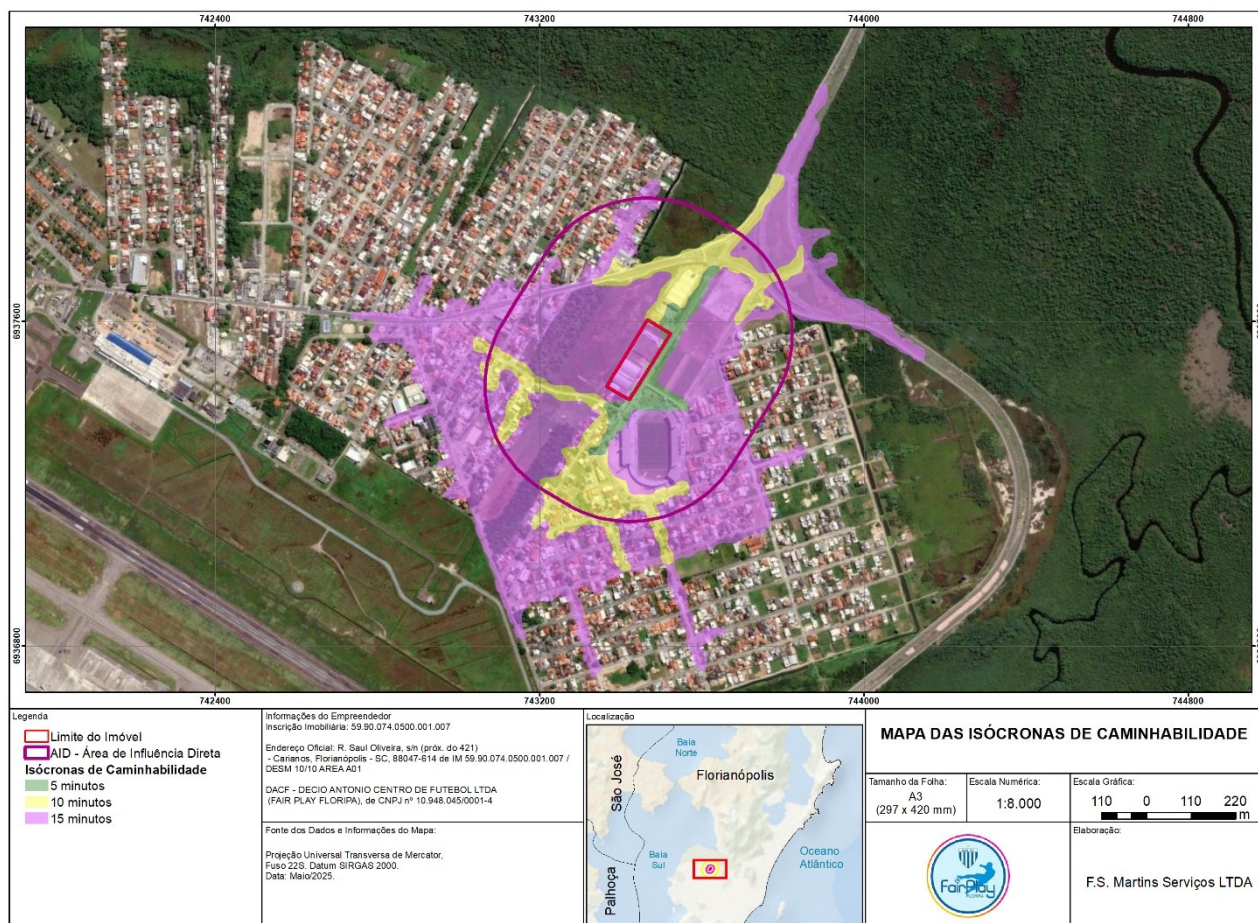 742400 743200 744000 744800
6937600
6936800
742400 743200 744000 744800
Legenda
Limite do Imóvel
AID - Área de Influência Direta
Isócronas de Caminhabilidade
5 minutos
10 minutos
15 minutos
Informações do Empreendedor
Inscrição Imobiliária: 59.90.074.0500.001.007
Endereço Oficial: R. Saul Oliveira, s/n (próx. do 421)
- Carianos, Florianópolis - SC, 88047-614 de IM 59.90.074.0500.001.007 /
DESM 10/10 AREA A01
DACF - DECIO ANTONIO CENTRO DE FUTEBOL LTDA
(FAIR PLAY FLORIPA), de CNPJ nº 10.948.045/0001-4
Fonte dos Dados e Informações do Mapa:
Projeção Universal Transversa de Mercator,
Fuso 22S, Datum SIRGAS 2000.
Data: Maio/2025.
Localização
Baía
Norte
Florianópolis
São José
Baía
Sul
Palhoça
Oceano
Atlântico
MAPA DAS ISÓCRONAS DE CAMINHABILIDADE
Tamanho da Folha:
A3
(297 x 420 mm)
Escala Numérica:
1:8.000
Escala Gráfica:
110 0 110 220
m
Elaboração:
F.S. Martins Serviços LTDA
FairPlay